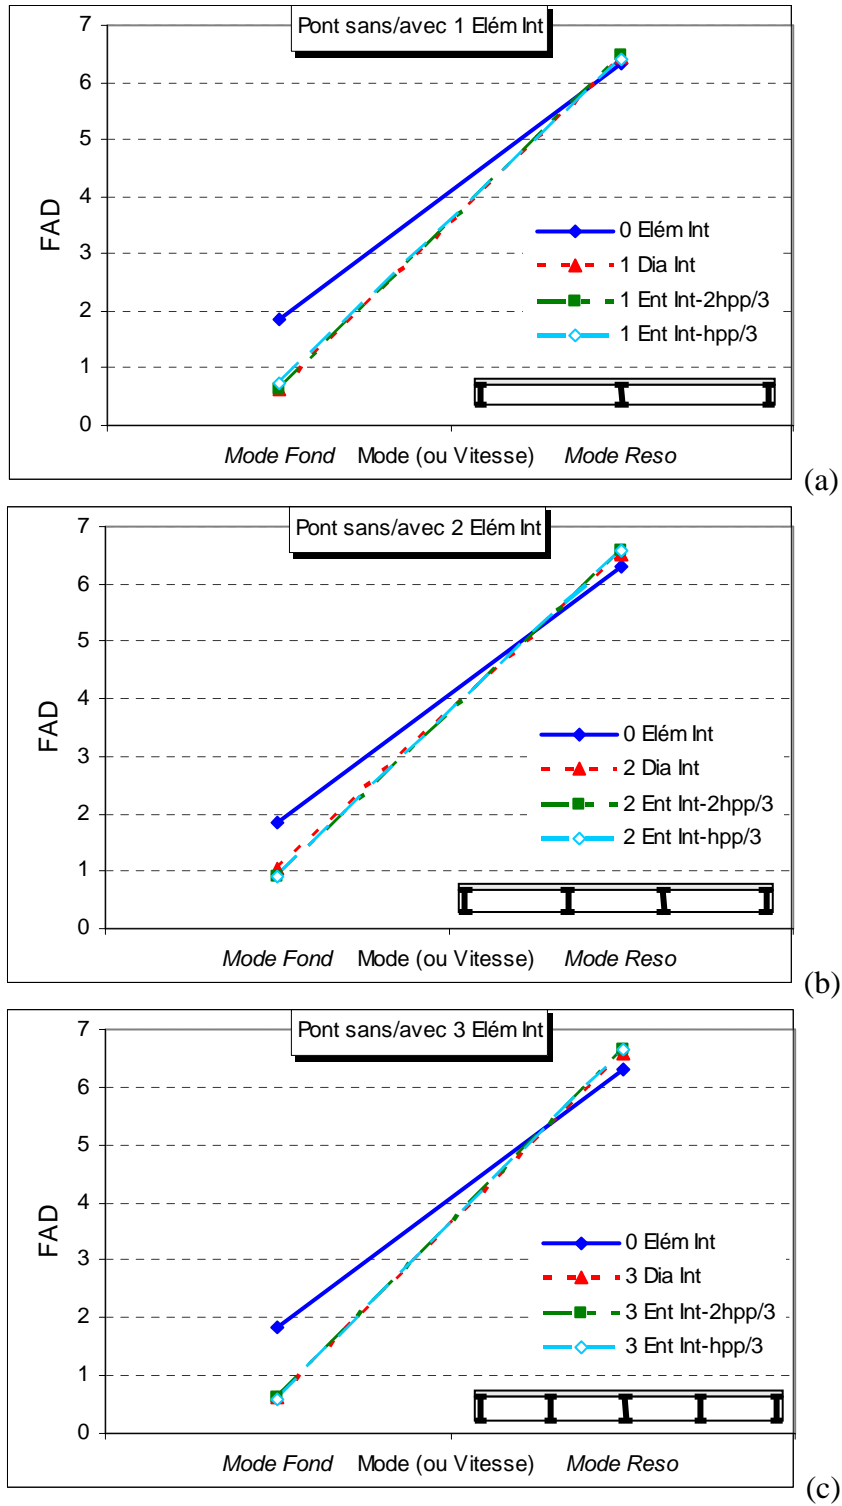 Pont sans/avec 1 Elém Int
7
6
5
4
3
2
1
0
FAD
0 Elém Int
1 Dia Int
1 Ent Int-2hpp/3
1 Ent Int-hpp/3
Mode Fond Mode (ou Vitesse) Mode Reso
(a)
Pont sans/avec 2 Elém Int
7
6
5
4
3
2
1
0
FAD
0 Elém Int
2 Dia Int
2 Ent Int-2hpp/3
2 Ent Int-hpp/3
Mode Fond Mode (ou Vitesse) Mode Reso
(b)
Pont sans/avec 3 Elém Int
7
6
5
4
3
2
1
0
FAD
0 Elém Int
3 Dia Int
3 Ent Int-2hpp/3
3 Ent Int-hpp/3
Mode Fond Mode (ou Vitesse) Mode Reso
(c)